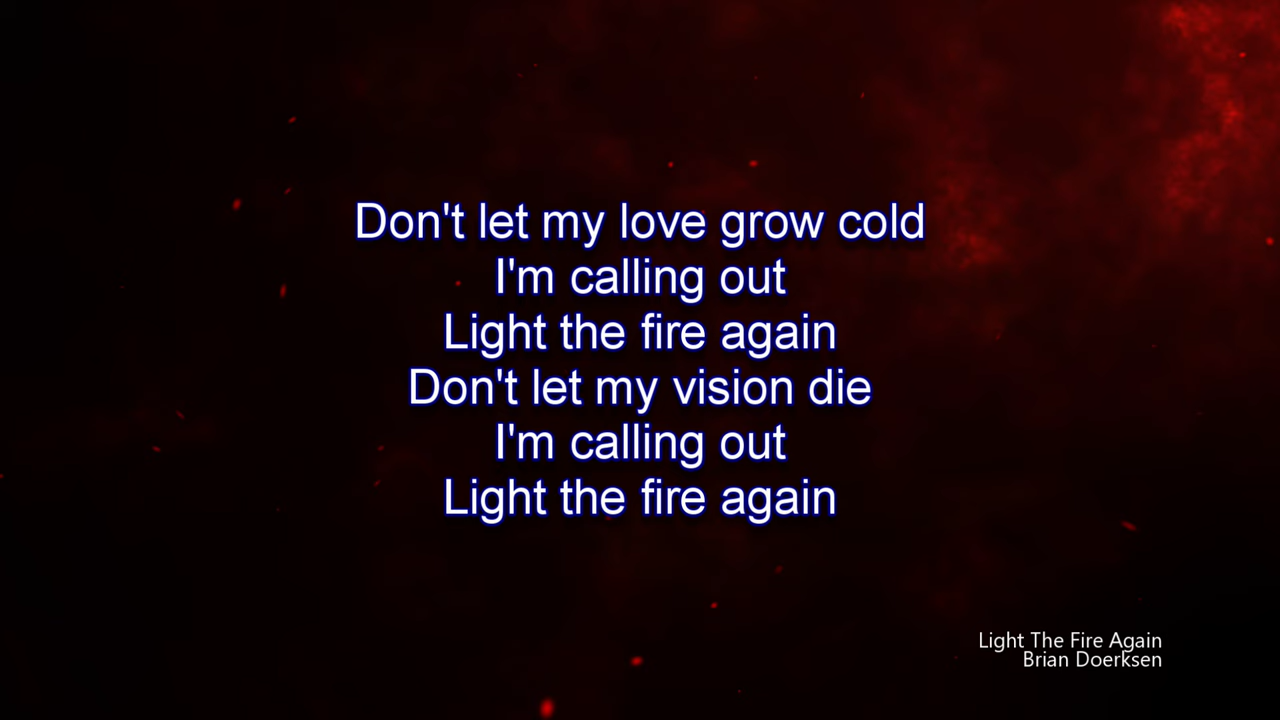 Don't let my love grow cold
I'm calling out
Light the fire again
Don't let my vision die
I'm calling out
Light the fire again
Light The Fire Again
Brian Doerksen